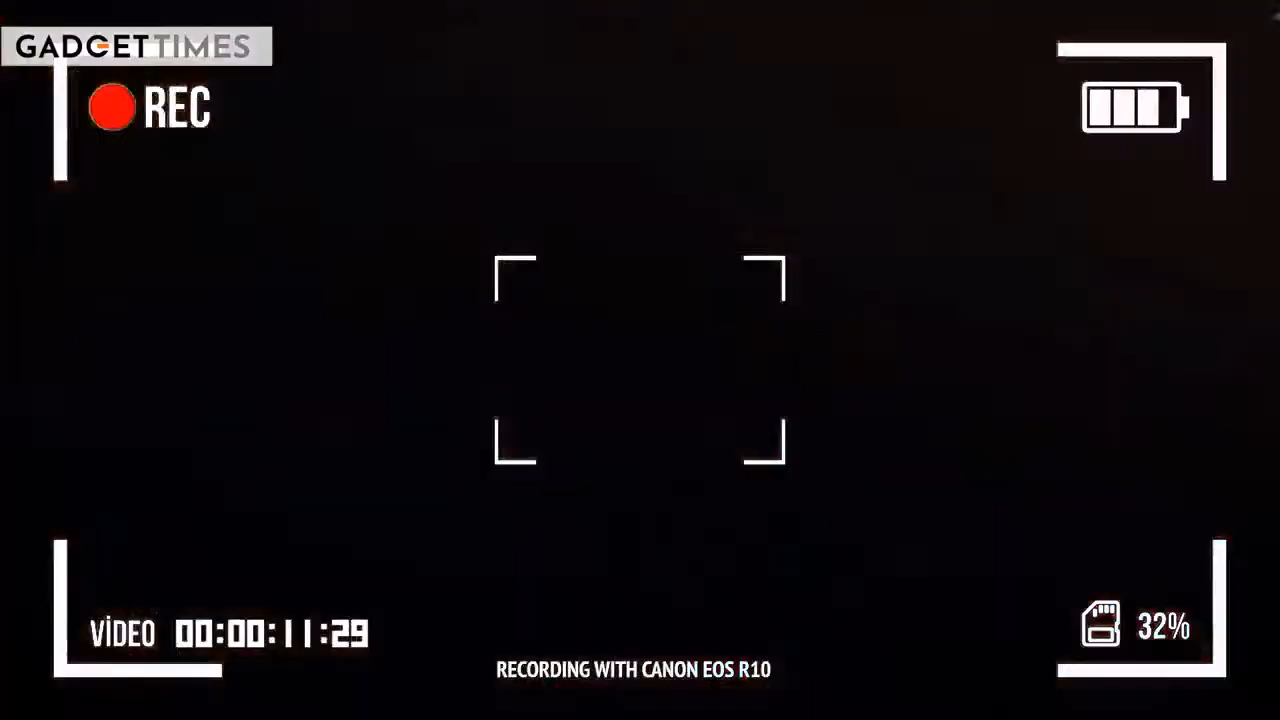 GADGETTIMES
REC
VİDEO 00:00:11:29
32%
RECORDING WITH CANON EOS R10